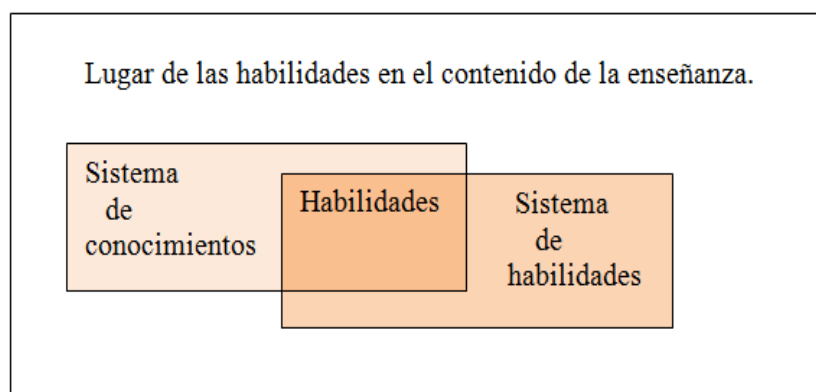 Lugar de las habilidades en el contenido de la enseñanza.
Sistema
de
conocimientos
Habilidades
Sistema
de
habilidades